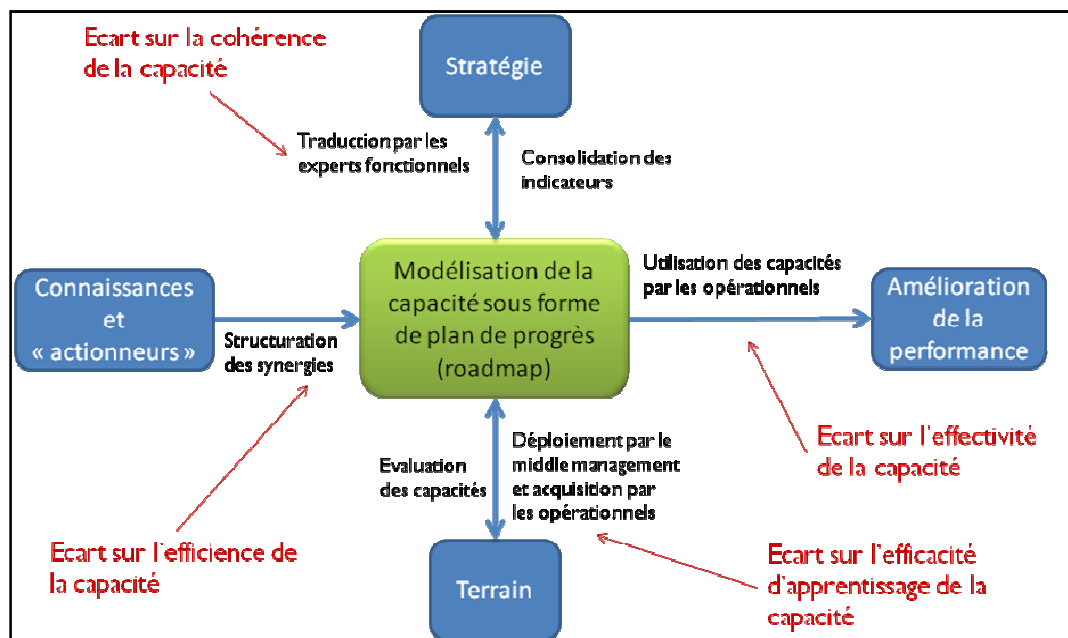 Ecart sur la cohérence
de la capacité
Stratégie
Traduction par les
experts fonctionnels
Consolidation des
indicateurs
Connaissances
et
« actionneurs »
Structuration
des synergies
Modélisation de la
capacité sous forme
de plan de progrès
(roadmap)
Utilisation des capacités
par les opérationnels
Amélioration
de la
performance
Evaluation
des capacités
Déploiement par le
middle management
et acquisition par
les opérationnels
Ecart sur l'effectivité
de la capacité
Ecart sur l'efficience de
la capacité
Terrain
Ecart sur l'efficacité
d'apprentissage de la
capacité